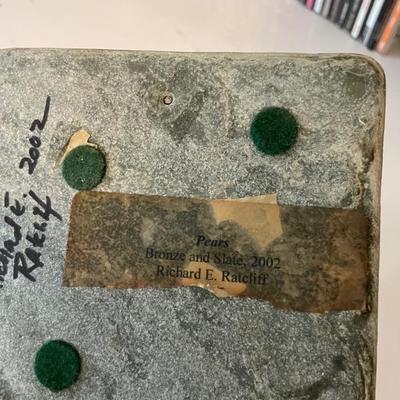 Richard E. 2002
Ratcliff
Pears
Bronze and Slate, 2002
Richard E. Ratcliff